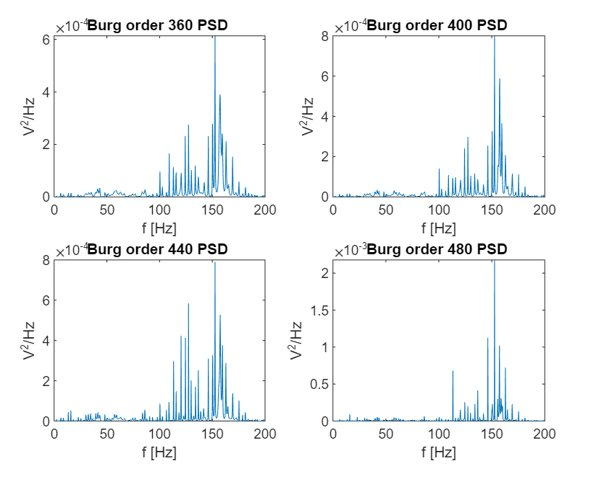 ×10-4 Burg order 360 PSD
6
4
2
0
V2/Hz
0 50 100 150 200
f [Hz]
×10-4 Burg order 400 PSD
8
6
4
2
0
V2/Hz
0 50 100 150 200
f [Hz]
×10-4 Burg order 440 PSD
8
6
4
2
0
V2/Hz
0 50 100 150 200
f [Hz]
×10-3 Burg order 480 PSD
2
1.5
1
0.5
0
V2/Hz
0 50 100 150 200
f [Hz]